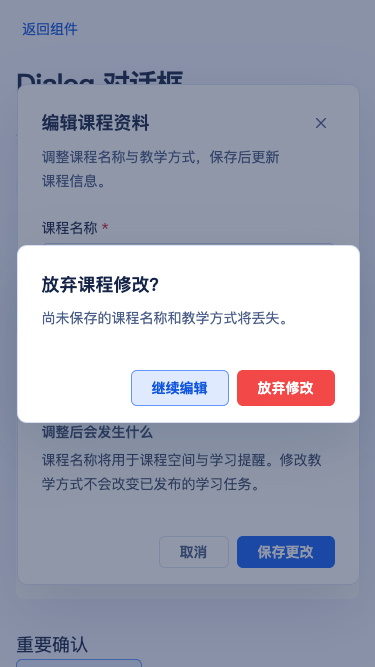 返回组件
Dialog 对话框
编辑课程资料
调整课程名称与教学方式，保存后更新
课程信息。
课程名称 *
放弃课程修改?
尚未保存的课程名称和教学方式将丢失。
继续编辑
放弃修改
调整后会发生什么
课程名称将用于课程空间与学习提醒。修改教
学方式不会改变已发布的学习任务。
取消
保存更改
重要确认